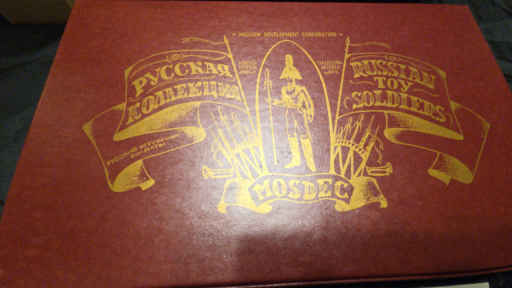 MOSCOW DEVELOPMENT CORPORATION
РУССКАЯ
КОЛЛЕКЦИЯ
RUSSIAN
TOY
SOLDIERS
MOSDEC